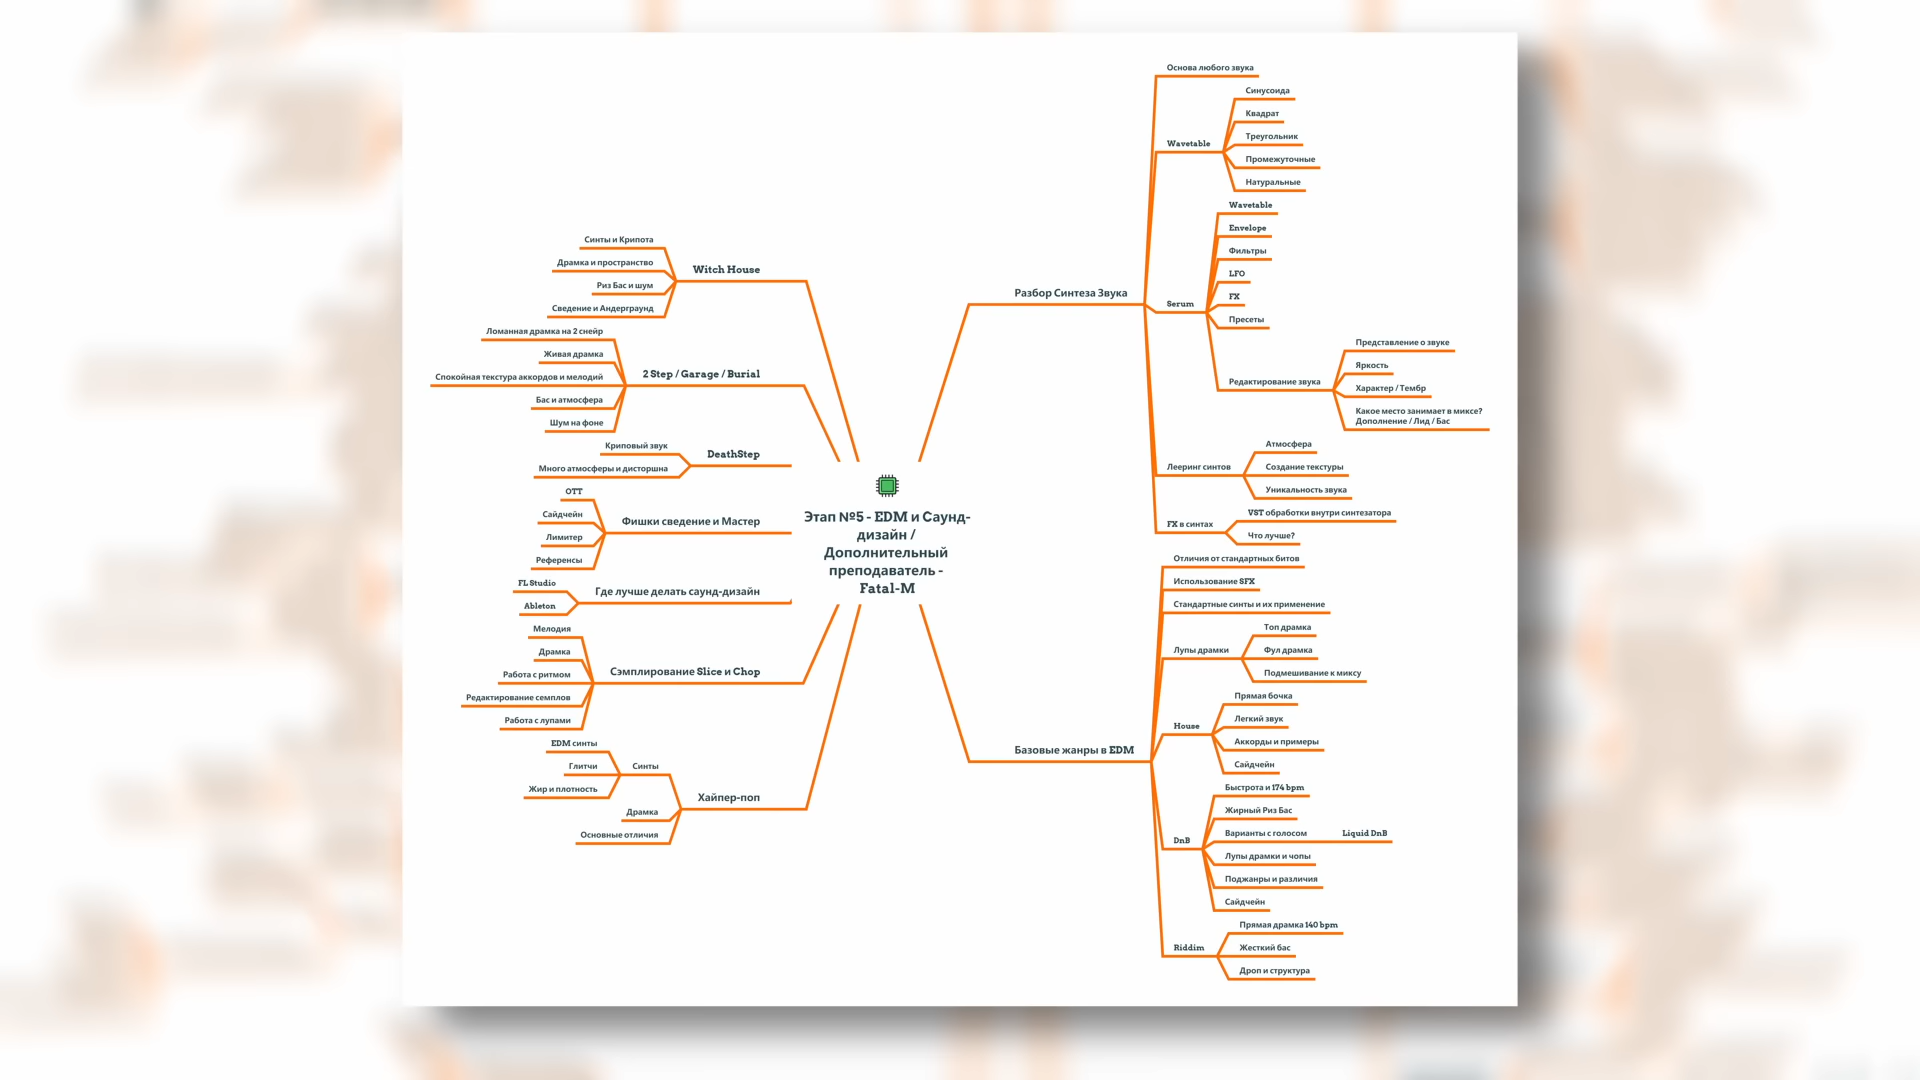 Этап №5 - EDM и Саунд-
дизайн /
Дополнительный
преподаватель -
Fatal-M
Разбор Синтеза Звука
Основа любого звука
Wavetable
Синусоида
Квадрат
Треугольник
Промежуточные
Натуральные
Serum
Wavetable
Envelope
Фильтры
LFO
FX
Пресеты
Редактирование звука
Представление о звуке
Яркость
Характер / Тембр
Какое место занимает в миксе?
Дополнение / Лид / Бас
Лееринг синтов
Атмосфера
Создание текстуры
Уникальность звука
FX в синтах
VST обработки внутри синтезатора
Что лучше?
Базовые жанры в EDM
Отличия от стандартных битов
Использование SFX
Стандартные синты и их применение
Лупы драмки
Топ драмка
Фул драмка
Подмешивание к миксу
House
Прямая бочка
Легкий звук
Аккорды и примеры
Сайдчейн
DnB
Быстрота и 174 bpm
Жирный Риз Бас
Варианты с голосом
Liquid DnB
Лупы драмки и чопы
Поджанры и различия
Сайдчейн
Riddim
Прямая драмка 140 bpm
Жесткий бас
Дроп и структура
Witch House
Синты и Крипота
Драмка и пространство
Риз Бас и шум
Сведение и Андерграунд
2 Step / Garage / Burial
Ломанная драмка на 2 снейр
Живая драмка
Спокойная текстура аккордов и мелодий
Бас и атмосфера
Шум на фоне
DeathStep
Криповый звук
Много атмосферы и дисторшна
Фишки сведение и Мастер
OTT
Сайдчейн
Лимитер
Референсы
Где лучше делать саунд-дизайн
FL Studio
Ableton
Сэмплирование Slice и Chop
Мелодия
Драмка
Работа с ритмом
Редактирование семплов
Работа с лупами
Хайпер-поп
Синты
EDM синты
Глитчи
Жир и плотность
Драмка
Основные отличия